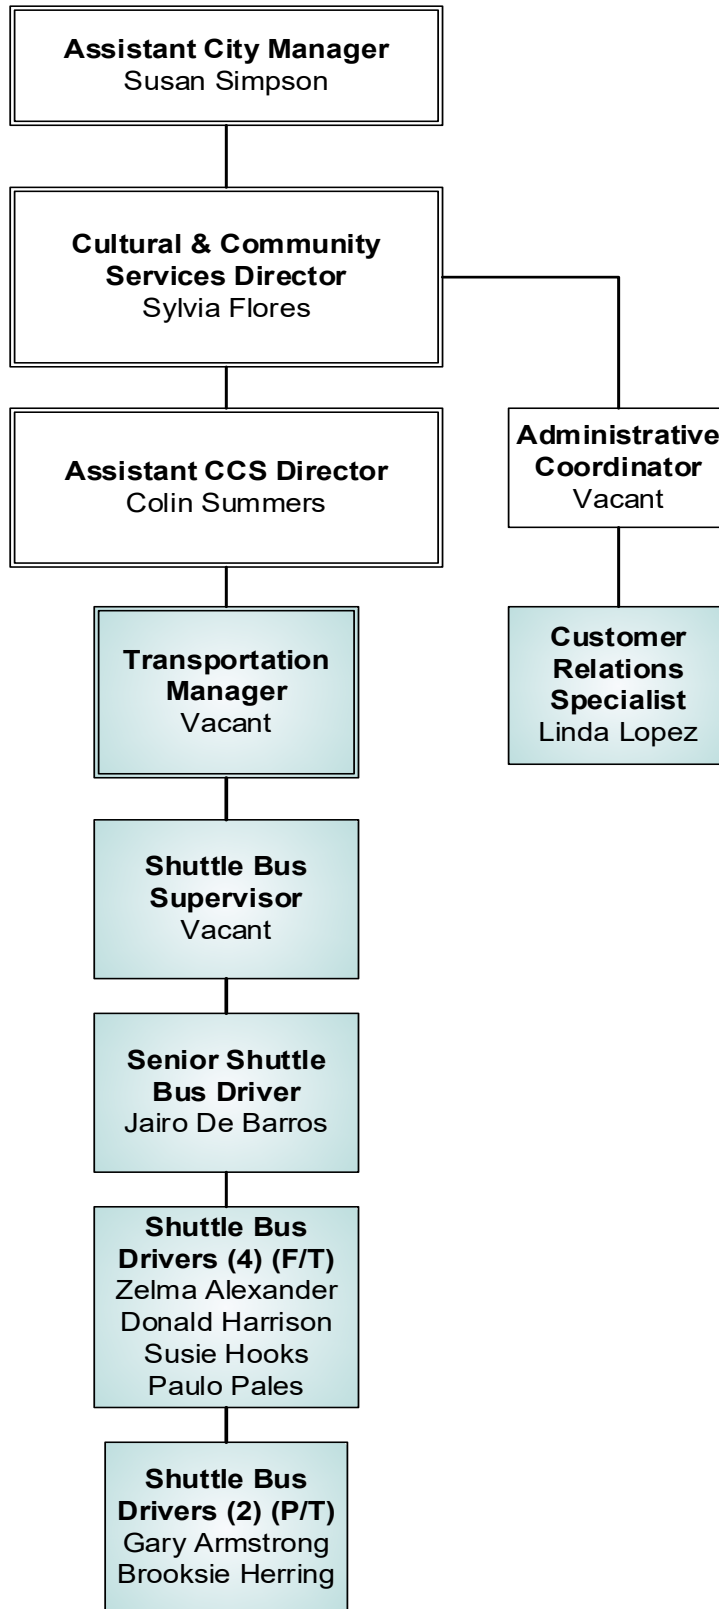 Assistant City Manager
Susan Simpson
Cultural & Community
Services Director
Sylvia Flores
Assistant CCS Director
Colin Summers
Administrative
Coordinator
Vacant
Transportation
Manager
Vacant
Customer
Relations
Specialist
Linda Lopez
Shuttle Bus
Supervisor
Vacant
Senior Shuttle
Bus Driver
Jairo De Barros
Shuttle Bus
Drivers (4) (F/T)
Zelma Alexander
Donald Harrison
Susie Hooks
Paulo Pales
Shuttle Bus
Drivers (2) (P/T)
Gary Armstrong
Brooksie Herring